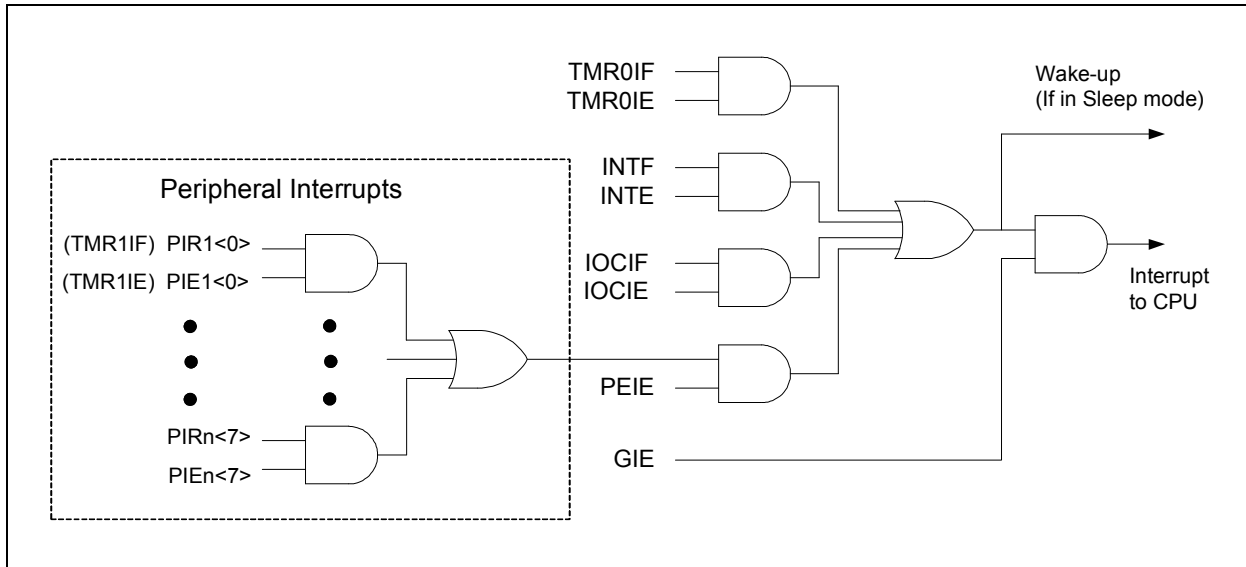 TMR0IF
TMR0IE
Wake-up
(If in Sleep mode)
INTF
INTE
Peripheral Interrupts
(TMR1IF) PIR1<0>
(TMR1IE) PIE1<0>
IOCIF
IOCIE
Interrupt
to CPU
PEIE
PIRn<7>
PIEn<7>
GIE